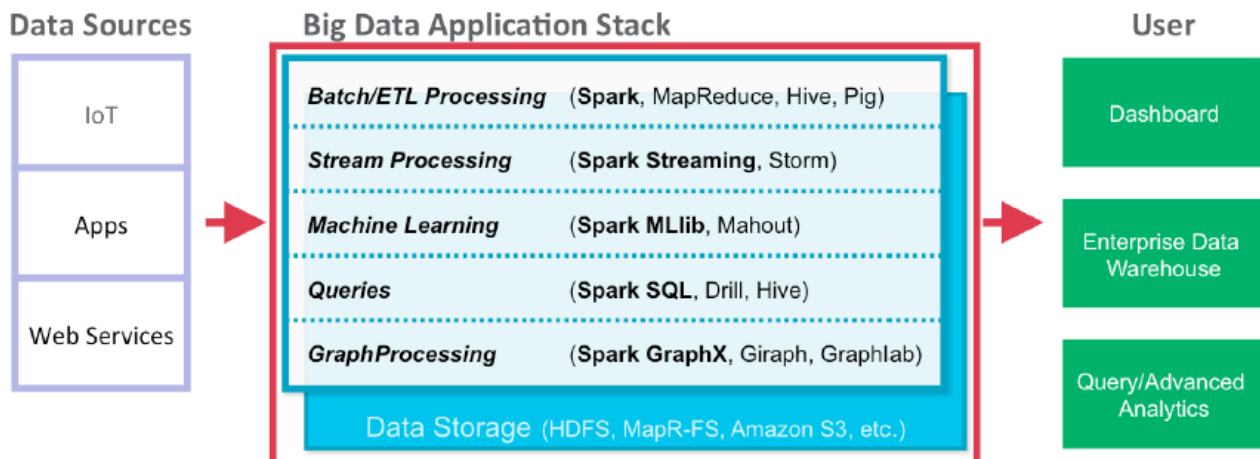 Data Sources
IoT
Apps
Web Services
Big Data Application Stack
Batch/ETL Processing (Spark, MapReduce, Hive, Pig)
Stream Processing (Spark Streaming, Storm)
Machine Learning (Spark MLlib, Mahout)
Queries (Spark SQL, Drill, Hive)
GraphProcessing (Spark GraphX, Giraph, Graphlab)
Data Storage (HDFS, MapR-FS, Amazon S3, etc.)
User
Dashboard
Enterprise Data
Warehouse
Query/Advanced
Analytics